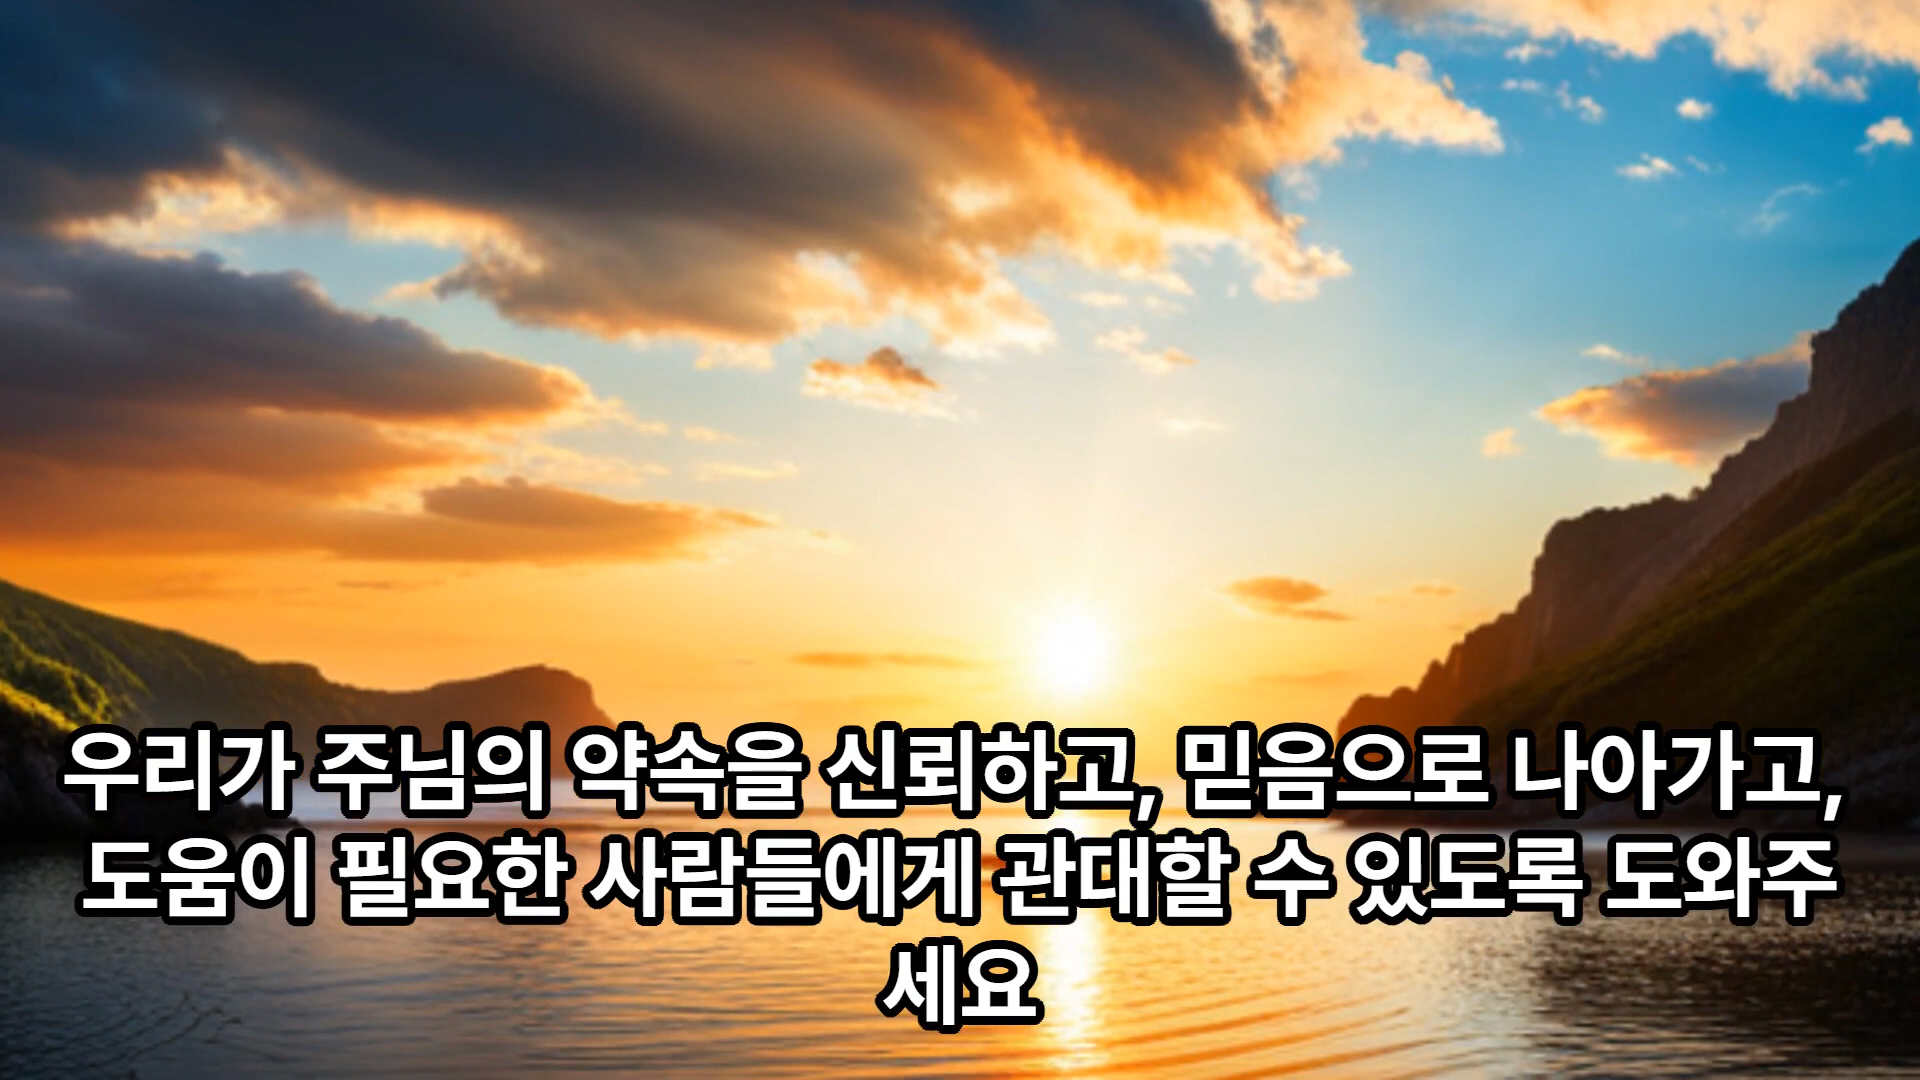 우리가 주님의 약속을 신뢰하고, 믿음으로 나아가고,
도움이 필요한 사람들에게 관대할 수 있도록 도와주
세요